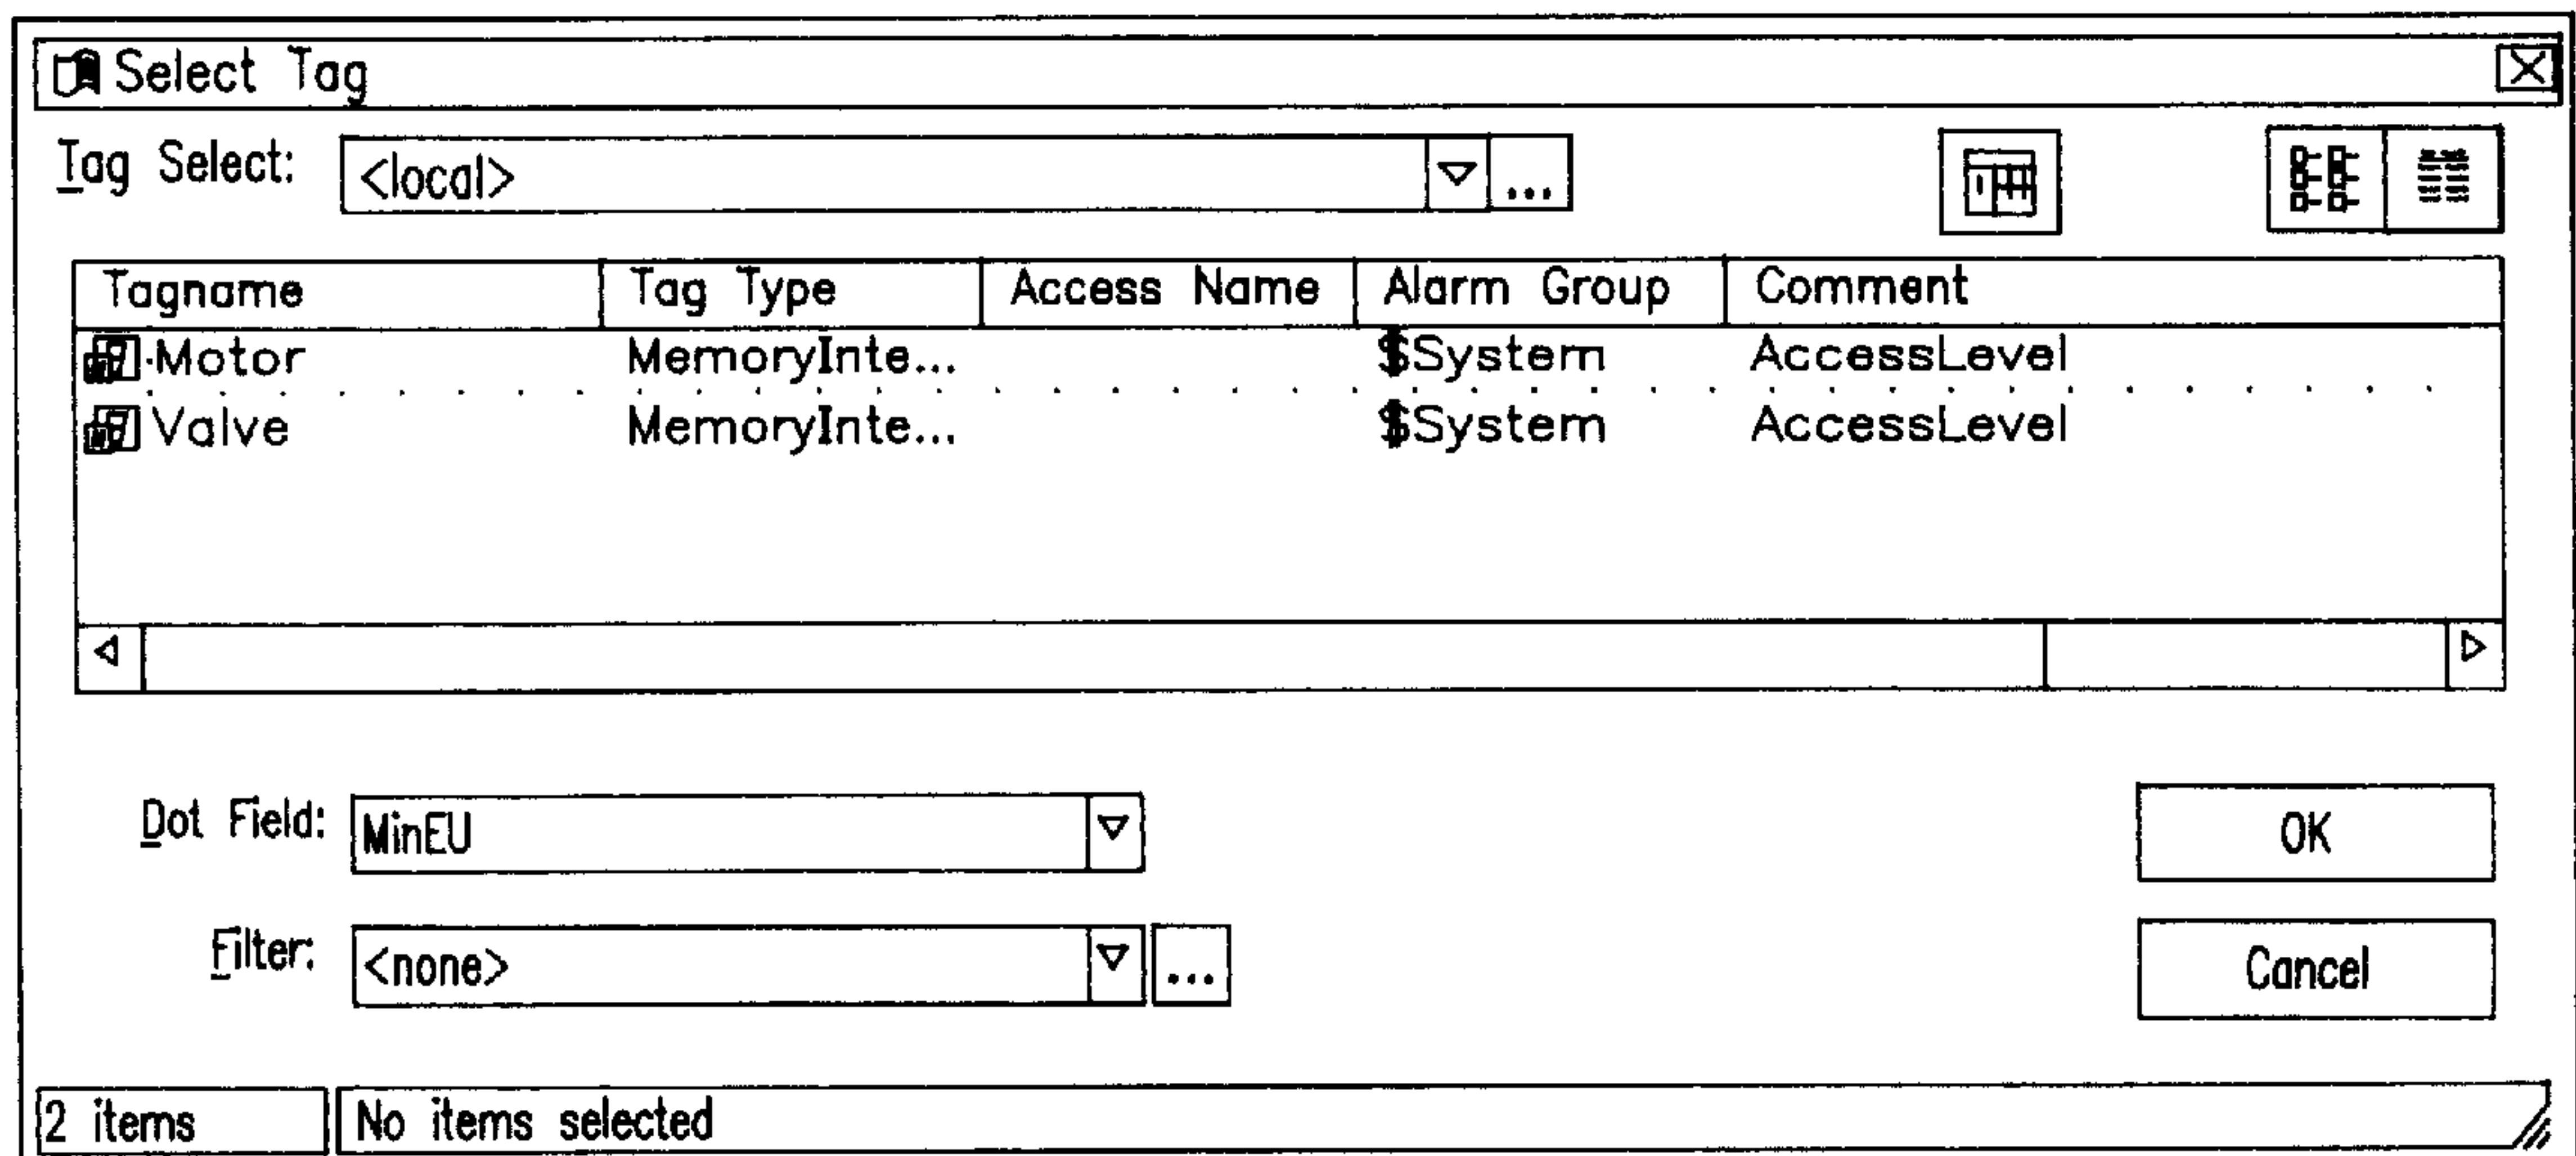 Select Tag
Tag Select: <local> ...
Tagname Tag Type Access Name Alarm Group Comment
Motor MemoryInte... $System AccessLevel
Valve MemoryInte... $System AccessLevel
Dot Field: MinEU
OK
Filter: <none> ...
Cancel
2 items No items selected